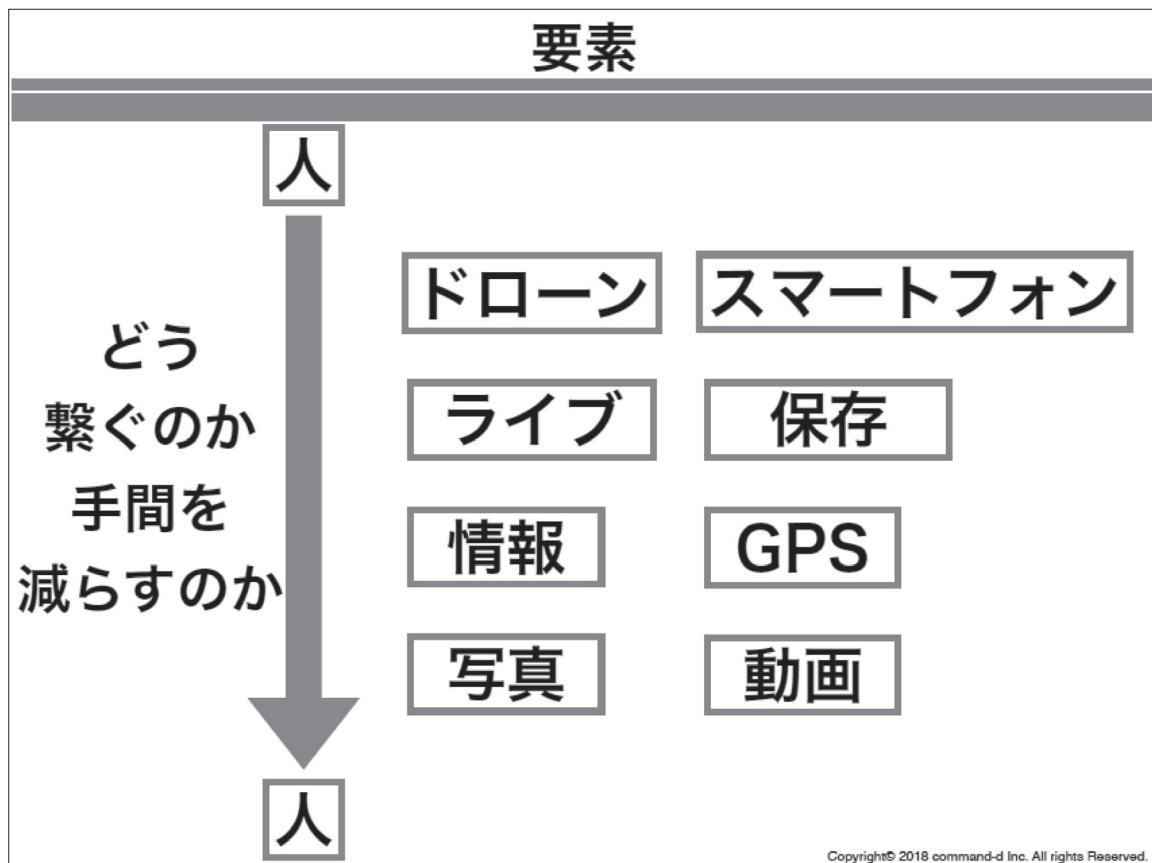 要素
人
どう
繋ぐのか
手間を
減らすのか
ドローン
スマートフォン
ライブ
保存
情報
GPS
写真
動画
人
Copyright© 2018 command-d Inc. All rights Reserved.